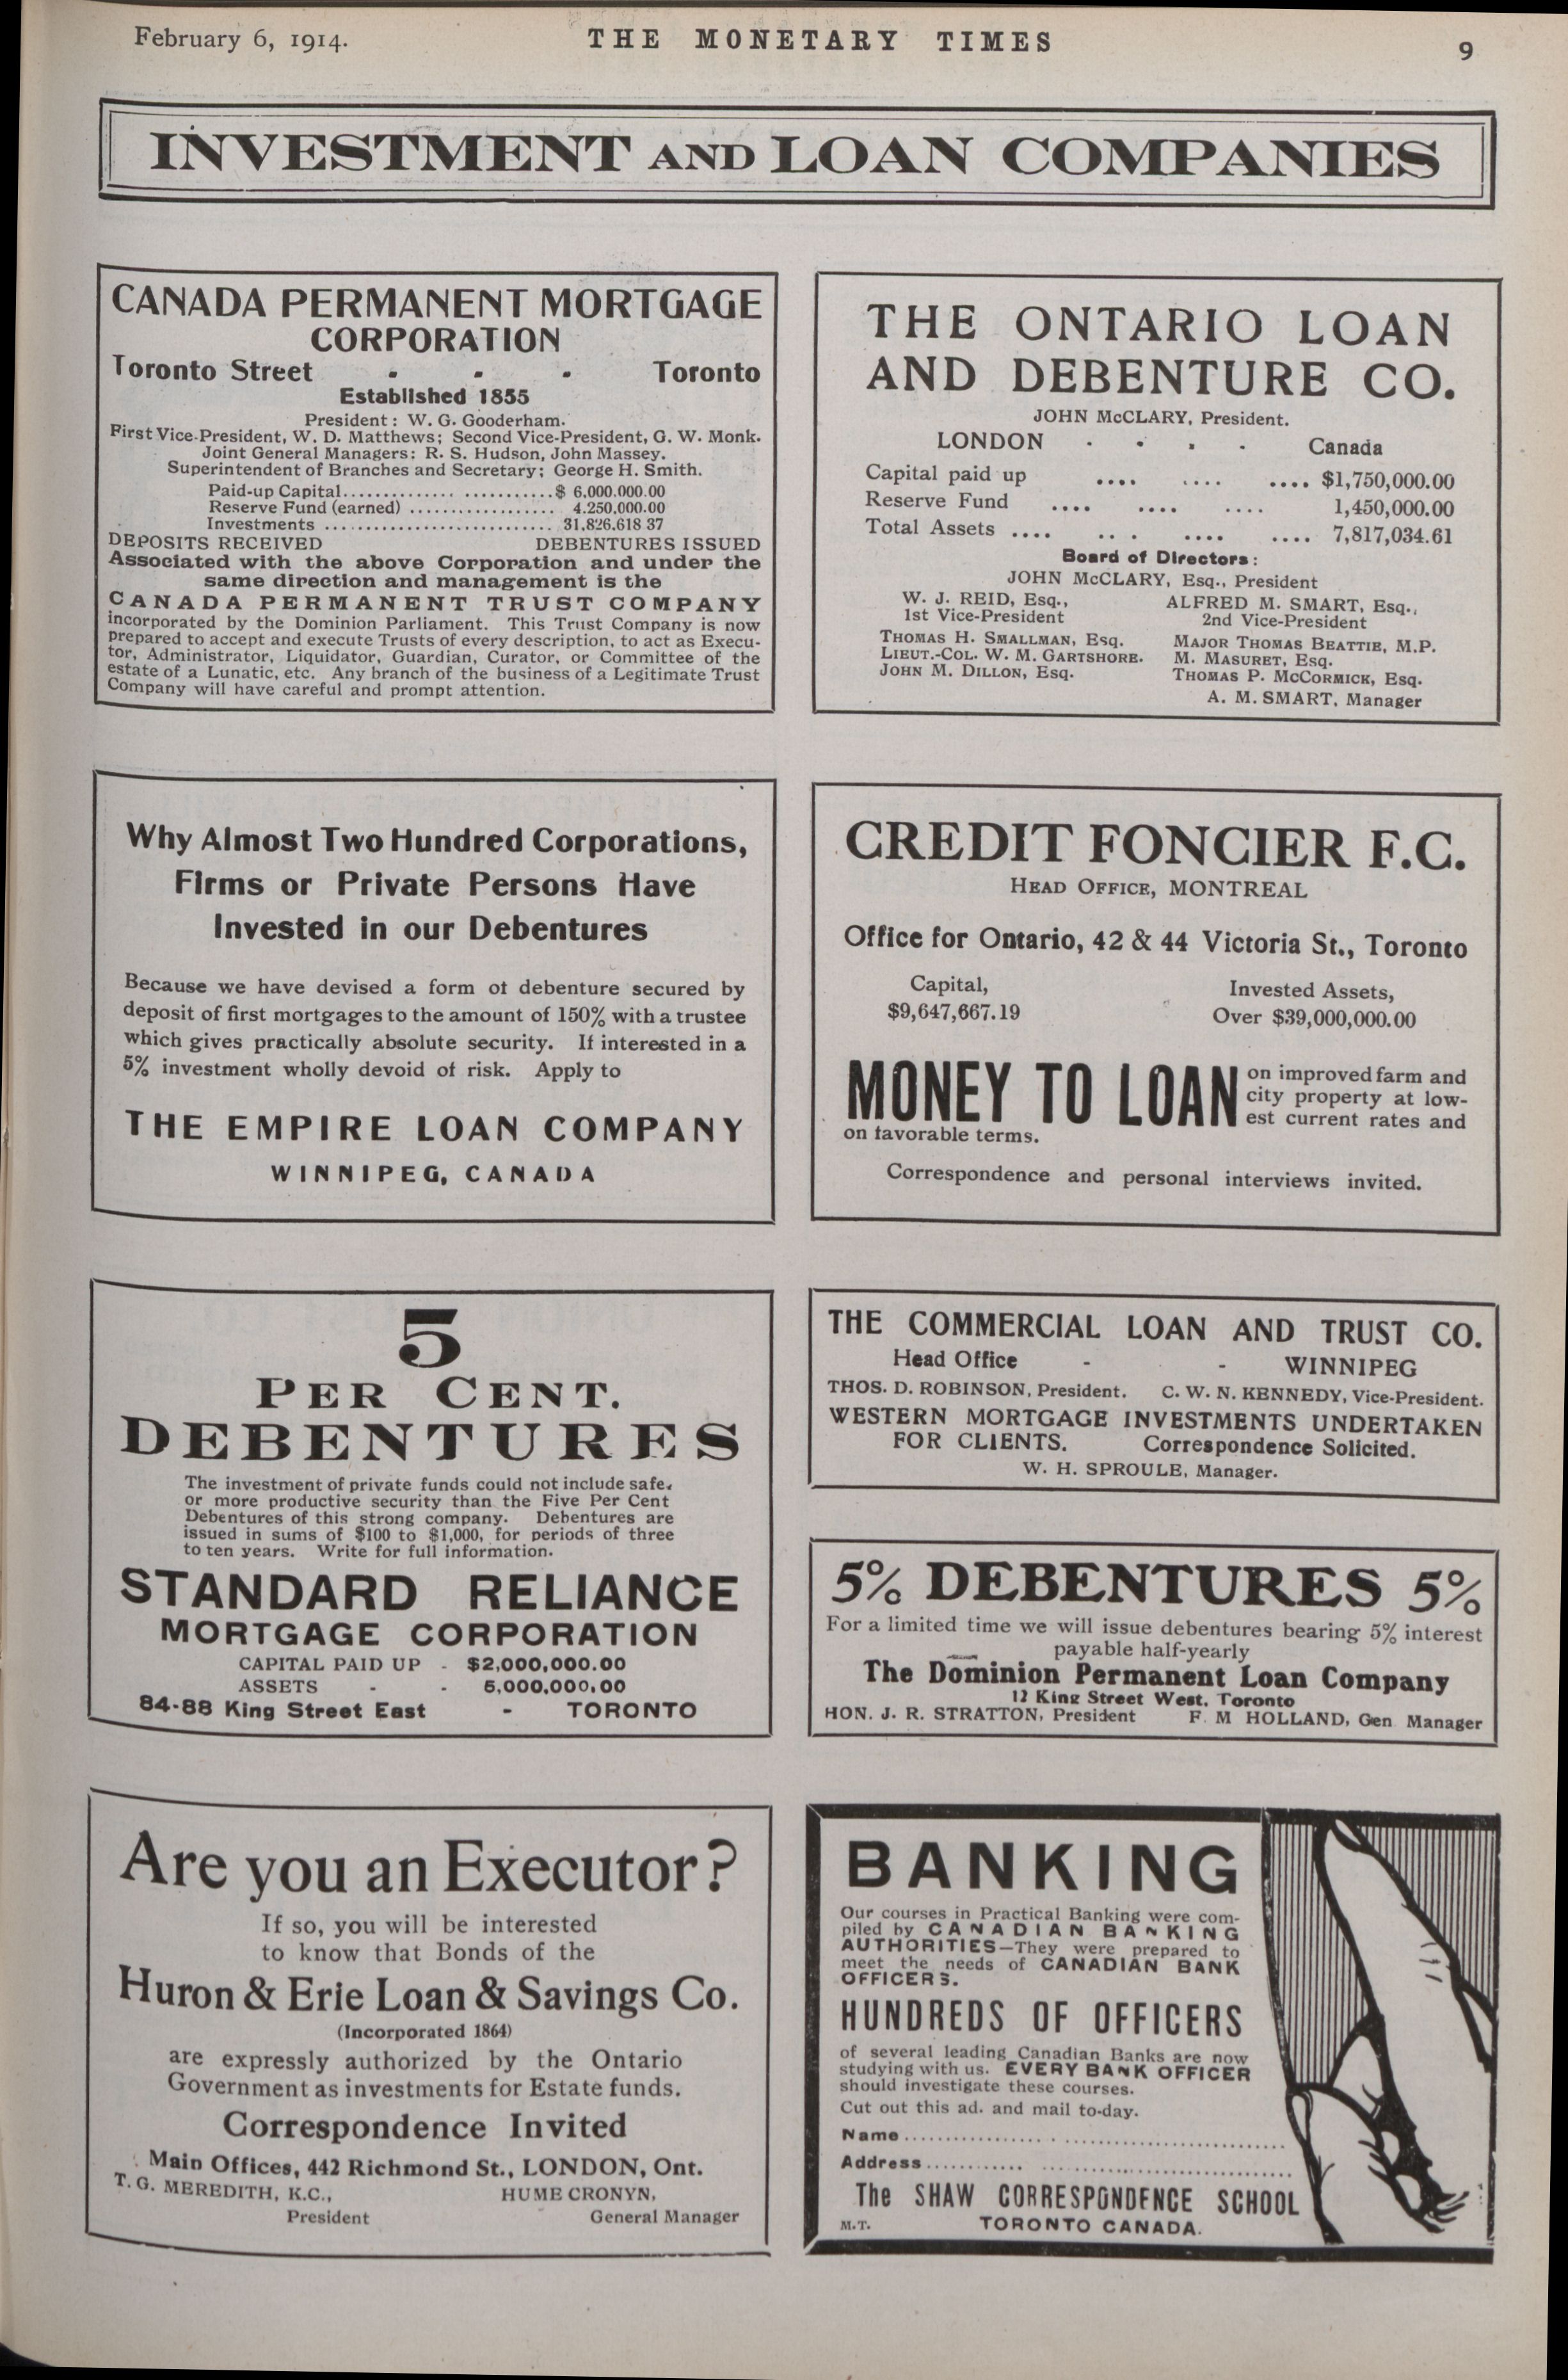 February 6, 1914.
THE MONETARY TIMES
9
INVESTMENT AND LOAN COMPANIES
CANADA PERMANENT MORTGAGE
CORPORATION
Toronto Street - - - Toronto
Established 1855
President: W. G. Gooderham.
First Vice-President, W. D. Matthews; Second Vice-President, G. W. Monk.
Joint General Managers: R. S. Hudson, John Massey.
Superintendent of Branches and Secretary; George H. Smith.
Paid-up Capital.........................$ 6,000.000.00
Reserve Fund (earned) .................. 4.250,000.00
Investments ............................ 31,826.618 37
DEPOSITS RECEIVED DEBENTURES ISSUED
Associated with the above Corporation and under the
same direction and management is the
CANADA PERMANENT TRUST COMPANY
incorporated by the Dominion Parliament. This Trust Company is now
prepared to accept and execute Trusts of every description, to act as Execu-
tor, Administrator, Liquidator, Guardian, Curator, or Committee of the
estate of a Lunatic, etc. Any branch of the business of a Legitimate Trust
Company will have careful and prompt attention.
THE ONTARIO LOAN
AND DEBENTURE CO.
JOHN McCLARY, President.
LONDON - - - - Canada
Capital paid up .... .... .... $1,750,000.00
Reserve Fund .... .... .... 1,450,000.00
Total Assets .... .. . .... .... 7,817,034.61
Board of Directors:
JOHN McCLARY, Esq., President
W. J. REID, Esq., ALFRED M. SMART, Esq.,
1st Vice-President 2nd Vice-President
THOMAS H. SMALLMAN, Esq. MAJOR THOMAS BEATTIE, M.P.
LIEUT.-COL. W. M. GARTSHORE. M. MASURET, Esq.
JOHN M. DILLON, Esq. THOMAS P. McCORMICK, Esq.
A. M. SMART, Manager
Why Almost Two Hundred Corporations,
Firms or Private Persons Have
Invested in our Debentures
Because we have devised a form of debenture secured by
deposit of first mortgages to the amount of 150% with a trustee
which gives practically absolute security. If interested in a
5% investment wholly devoid of risk. Apply to
THE EMPIRE LOAN COMPANY
WINNIPEG, CANADA
CREDIT FONCIER F.C.
HEAD OFFICE, MONTREAL
Office for Ontario, 42 & 44 Victoria St., Toronto
Capital, Invested Assets,
$9,647,667.19 Over $39,000,000.00
MONEY TO LOAN on improved farm and
city property at low-
est current rates and
on favorable terms.
Correspondence and personal interviews invited.
5
PER CENT.
DEBENTURES
The investment of private funds could not include safe.
or more productive security than the Five Per Cent
Debentures of this strong company. Debentures are
issued in sums of $100 to $1,000, for periods of three
to ten years. Write for full information.
STANDARD RELIANCE
MORTGAGE CORPORATION
CAPITAL PAID UP - $2,000,000.00
ASSETS - - 5,000,000,00
84-88 King Street East - TORONTO
THE COMMERCIAL LOAN AND TRUST CO.
Head Office - - WINNIPEG
THOS. D. ROBINSON, President. C. W. N. KENNEDY, Vice-President.
WESTERN MORTGAGE INVESTMENTS UNDERTAKEN
FOR CLIENTS. Correspondence Solicited.
W. H. SPROULE, Manager.
5% DEBENTURES 5%
For a limited time we will issue debentures bearing 5% interest
payable half-yearly
The Dominion Permanent Loan Company
12 King Street West, Toronto
HON. J. R. STRATTON, President F. M HOLLAND, Gen Manager
Are you an Executor?
If so, you will be interested
to know that Bonds of the
Huron & Erie Loan & Savings Co.
(Incorporated 1864)
are expressly authorized by the Ontario
Government as investments for Estate funds.
Correspondence Invited
Main Offices, 442 Richmond St., LONDON, Ont.
T. G. MEREDITH, K.C., HUME CRONYN,
President General Manager
BANKING
Our courses in Practical Banking were com-
piled by CANADIAN BANKING
AUTHORITIES—They were prepared to
meet the needs of CANADIAN BANK
OFFICERS.
HUNDREDS OF OFFICERS
of several leading Canadian Banks are now
studying with us. EVERY BANK OFFICER
should investigate these courses.
Cut out this ad. and mail to-day.
Name............................................
Address..........................................
The SHAW CORRESPONDENCE SCHOOL
M.T. TORONTO CANADA.